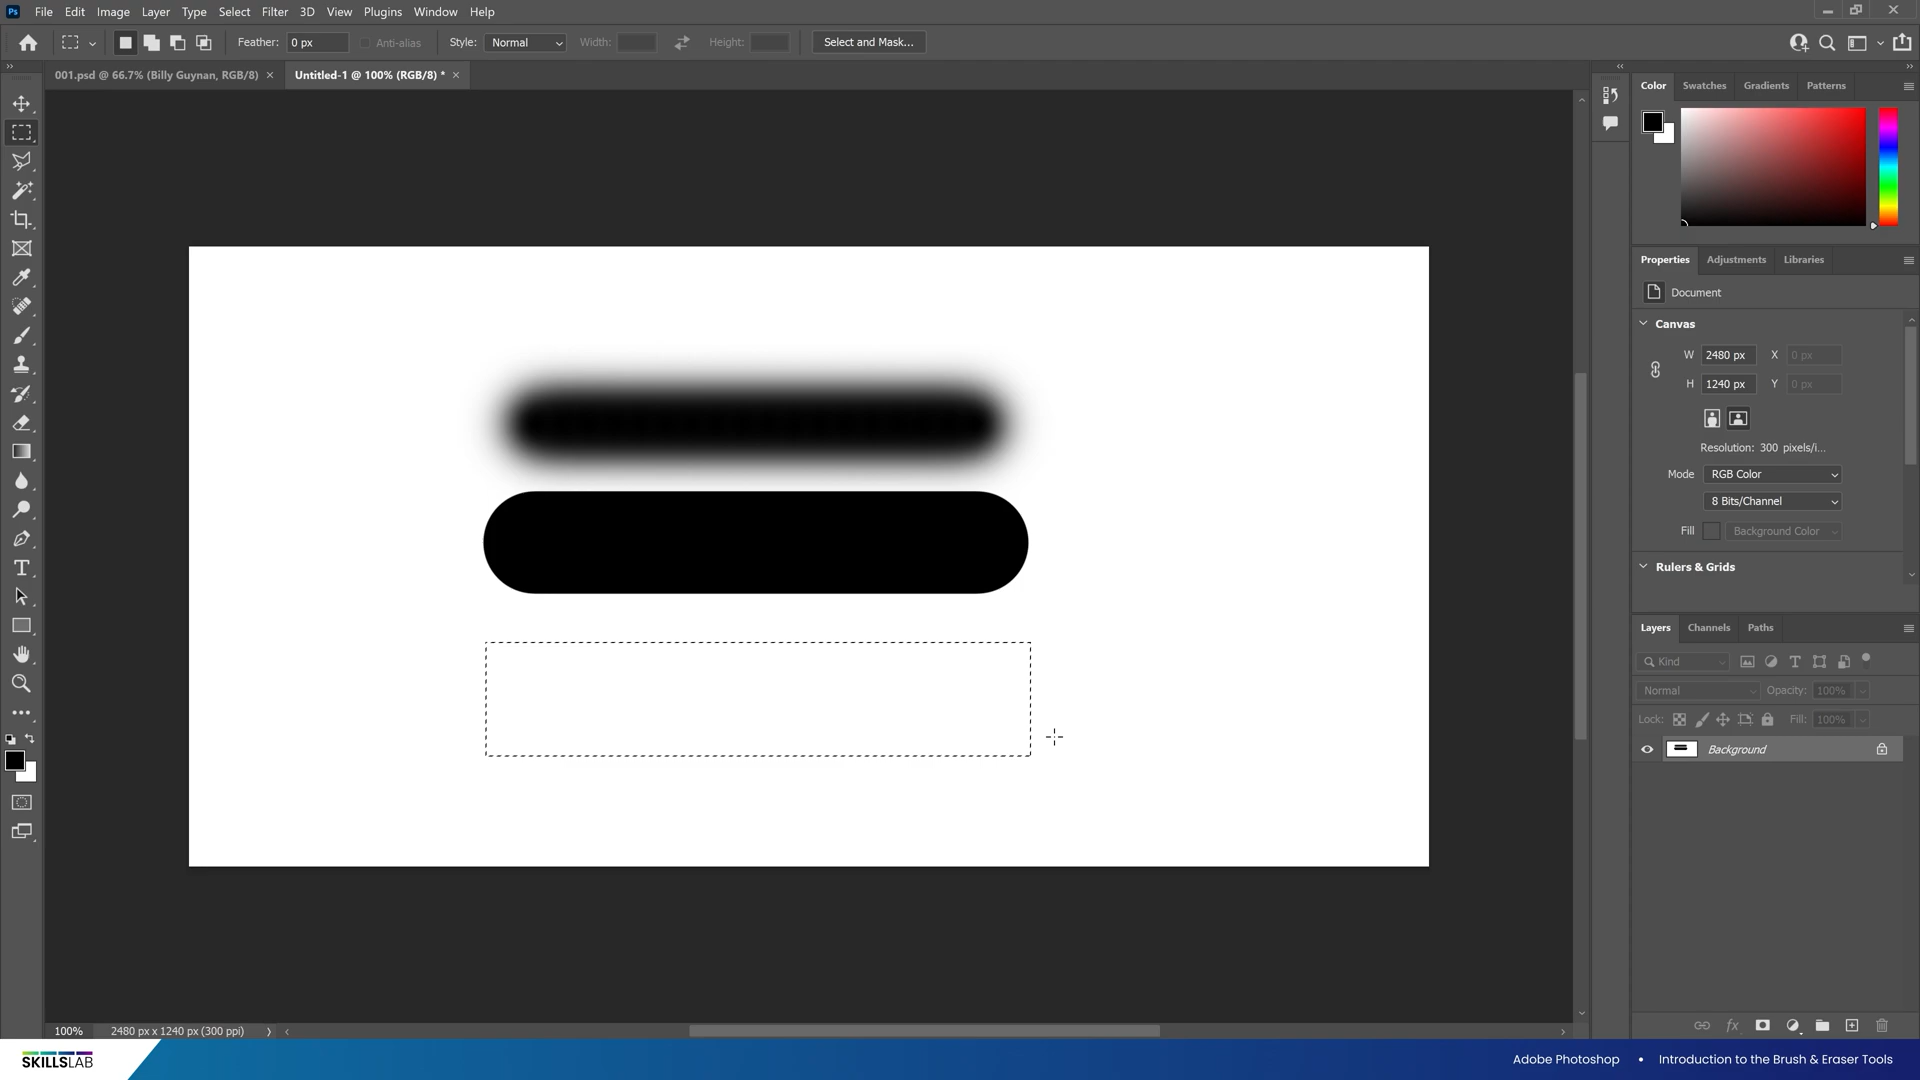 Ps File Edit Image Layer Type Select Filter 3D View Plugins Window Help
Feather: 0 px Anti-alias Style: Normal Width: Height: Select and Mask...
001.psd @ 66.7% (Billy Guynan, RGB/8) × Untitled-1 @ 100% (RGB/8) * ×
Color Swatches Gradients Patterns
Properties Adjustments Libraries
Document
Canvas
W 2480 px X 0 px
H 1240 px Y 0 px
Resolution: 300 pixels/i...
Mode RGB Color
8 Bits/Channel
Fill Background Color
Rulers & Grids
Layers Channels Paths
Kind
Normal Opacity: 100%
Lock: Fill: 100%
Background
100% 2480 px x 1240 px (300 ppi)
SKILLSLAB
Adobe Photoshop • Introduction to the Brush & Eraser Tools